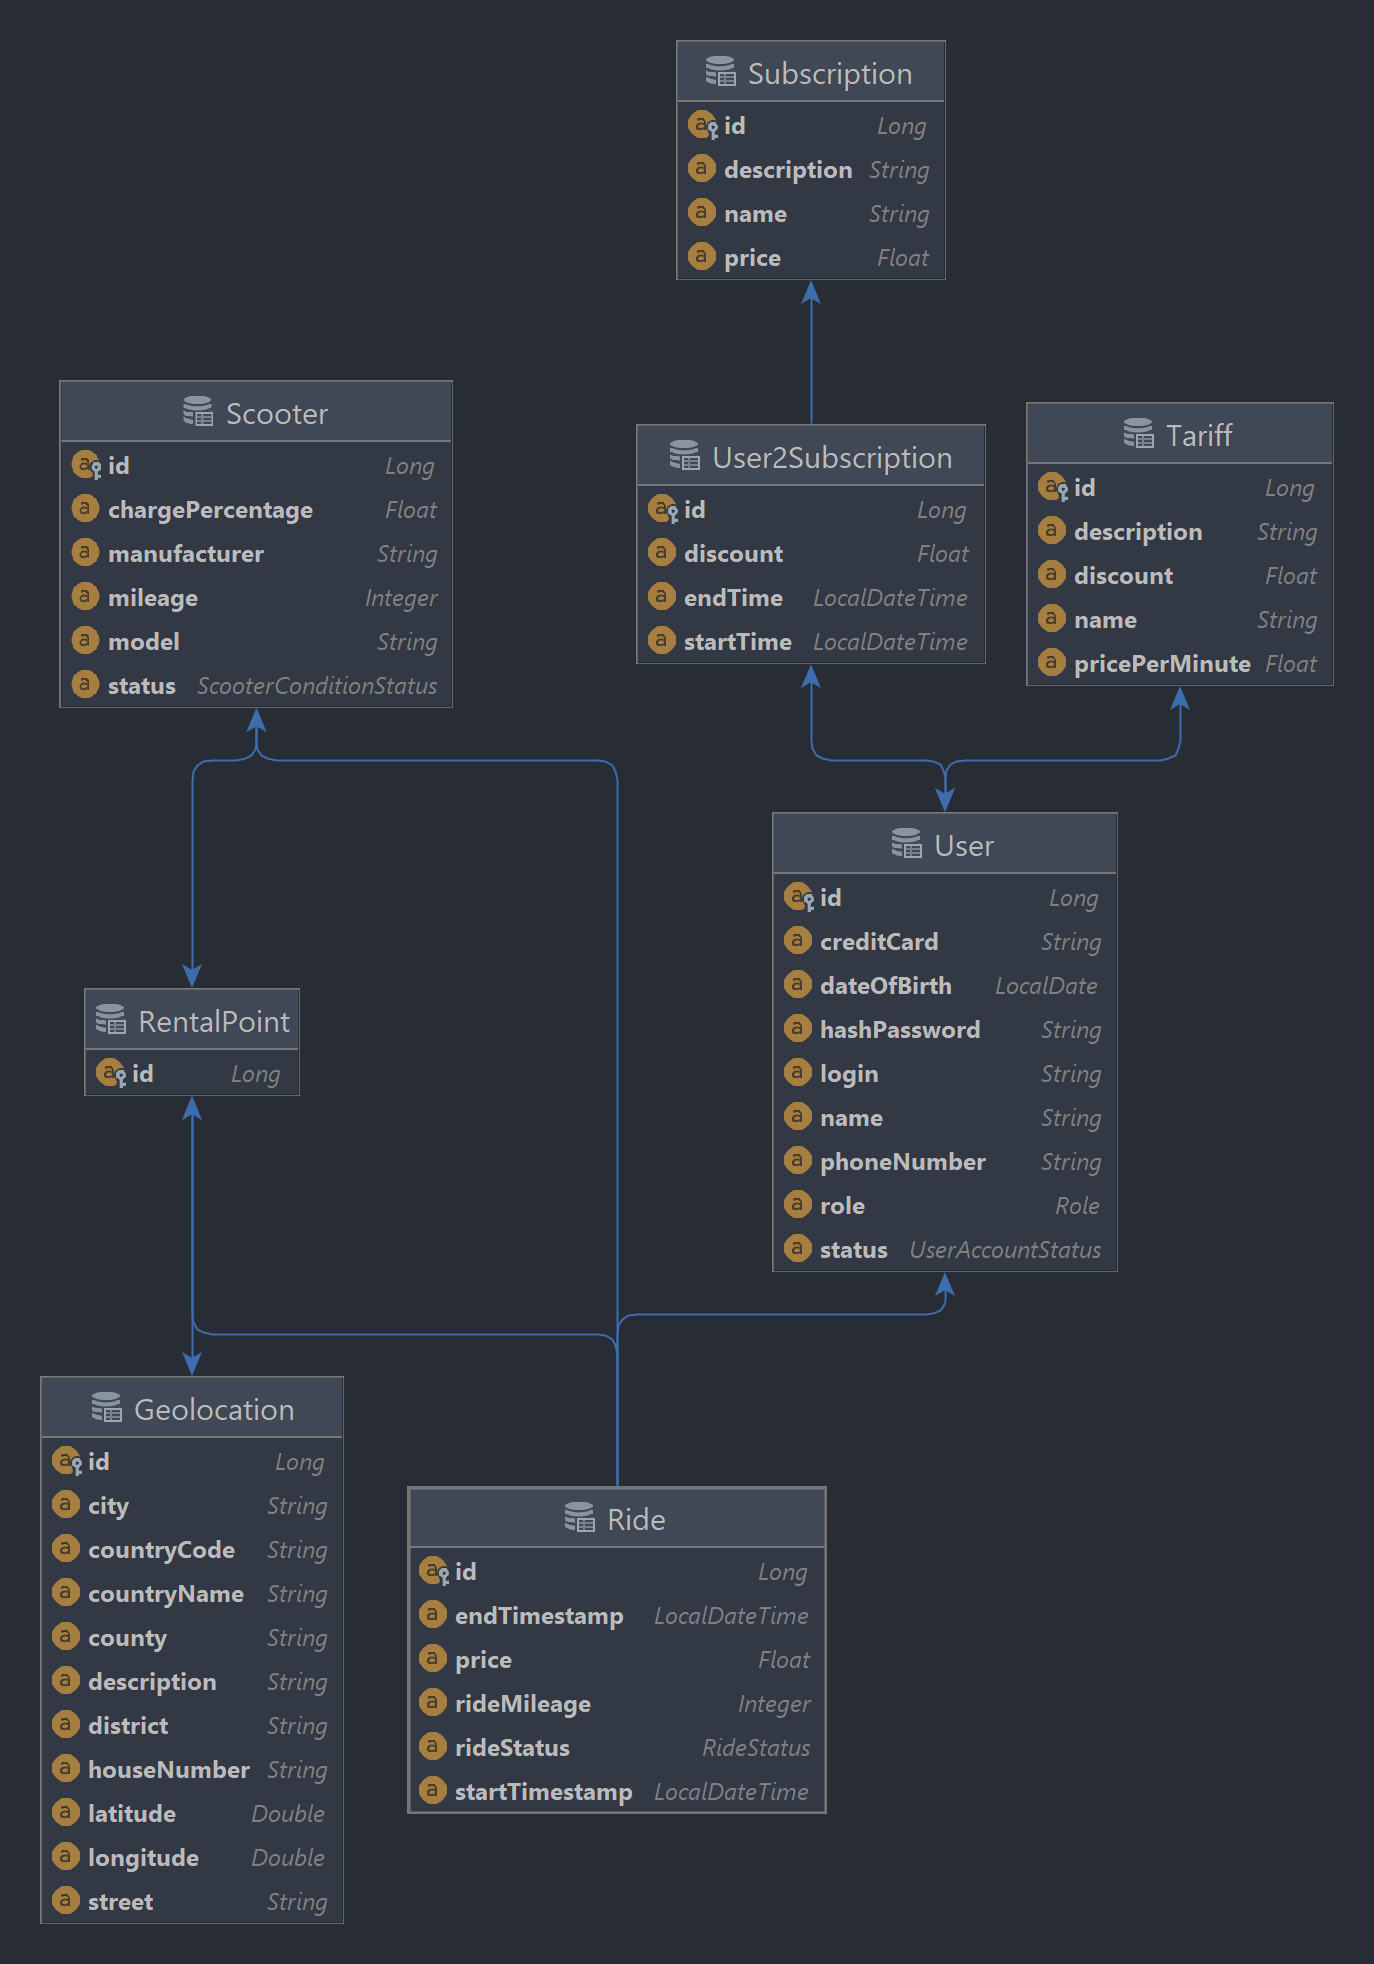 Subscription
id Long
description String
name String
price Float
Scooter
id Long
chargePercentage Float
manufacturer String
mileage Integer
model String
status ScooterConditionStatus
User2Subscription
id Long
discount Float
endTime LocalDateTime
startTime LocalDateTime
Tariff
id Long
description String
discount Float
name String
pricePerMinute Float
User
id Long
creditCard String
dateOfBirth LocalDate
hashPassword String
login String
name String
phoneNumber String
role Role
status UserAccountStatus
RentalPoint
id Long
Geolocation
id Long
city String
countryCode String
countryName String
county String
description String
district String
houseNumber String
latitude Double
longitude Double
street String
Ride
id Long
endTimestamp LocalDateTime
price Float
rideMileage Integer
rideStatus RideStatus
startTimestamp LocalDateTime